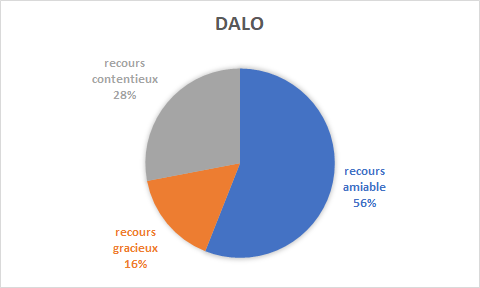 DALO
recours
contentieux
28%
recours
amiable
56%
recours
gracieux
16%